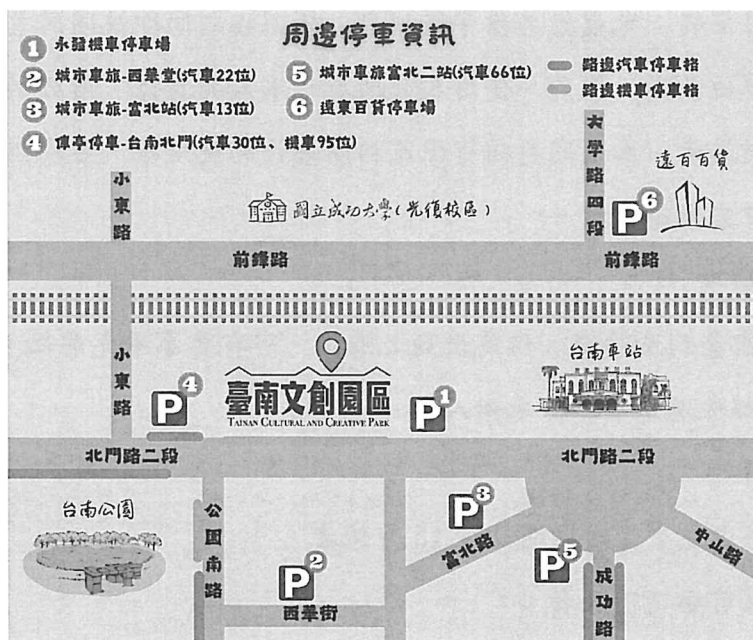 周邊停車資訊
1 永發機車停車場
2 城市車旅-西華堂(汽車22位)
3 城市車旅-富北站(汽車13位)
4 俥亭停車-台南北門(汽車30位、機車95位)
5 城市車旅富北二站(汽車66位)
6 遠東百貨停車場
路邊汽車停車格
路邊機車停車格
小東路
國立成功大學(光復校區)
大學路四段
P6
遠百百貨
前鋒路
前鋒路
小東路
P4
臺南文創園區
TAINAN CULTURAL AND CREATIVE PARK
P1
台南車站
北門路二段
北門路二段
台南公園
公園南路
P2
西華街
P3
富北路
P5
成功路
中山路